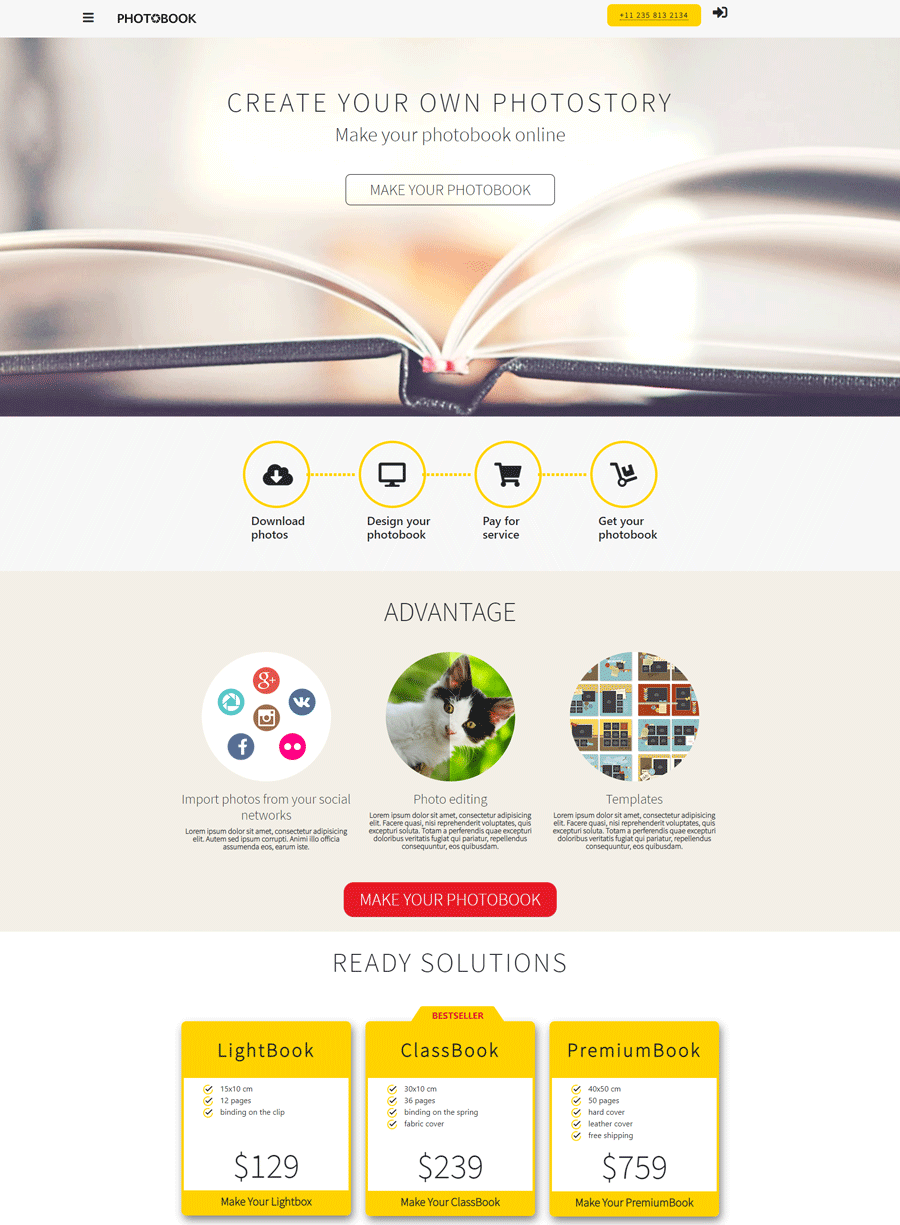 PHOTOBOOK
+11 235 813 2134
CREATE YOUR OWN PHOTOSTORY
Make your photobook online
MAKE YOUR PHOTOBOOK
Download
photos
Design your
photobook
Pay for
service
Get your
photobook
ADVANTAGE
g+
f
Import photos from your social
networks
Lorem ipsum dolor sit amet, consectetur adipisicing
elit. Autem sed ipsum corrupti. Animi illo officia
assumenda eos, earum iste.
Photo editing
Lorem ipsum dolor sit amet, consectetur adipisicing
elit. Facere quasi, nisi reprehenderit voluptates, quis
excepturi soluta. Totam a perferendis quae excepturi
doloribus veritatis fugiat qui pariatur, repellendus
consequuntur, eos quibusdam.
Templates
Lorem ipsum dolor sit amet, consectetur adipisicing
elit. Facere quasi, nisi reprehenderit voluptates, quis
excepturi soluta. Totam a perferendis quae excepturi
doloribus veritatis fugiat qui pariatur, repellendus
consequuntur, eos quibusdam.
MAKE YOUR PHOTOBOOK
READY SOLUTIONS
LightBook
15x10 cm
12 pages
binding on the clip
$129
Make Your Lightbox
BESTSELLER
ClassBook
30x10 cm
36 pages
binding on the spring
fabric cover
$239
Make Your ClassBook
PremiumBook
40x50 cm
50 pages
hard cover
leather cover
free shipping
$759
Make Your PremiumBook